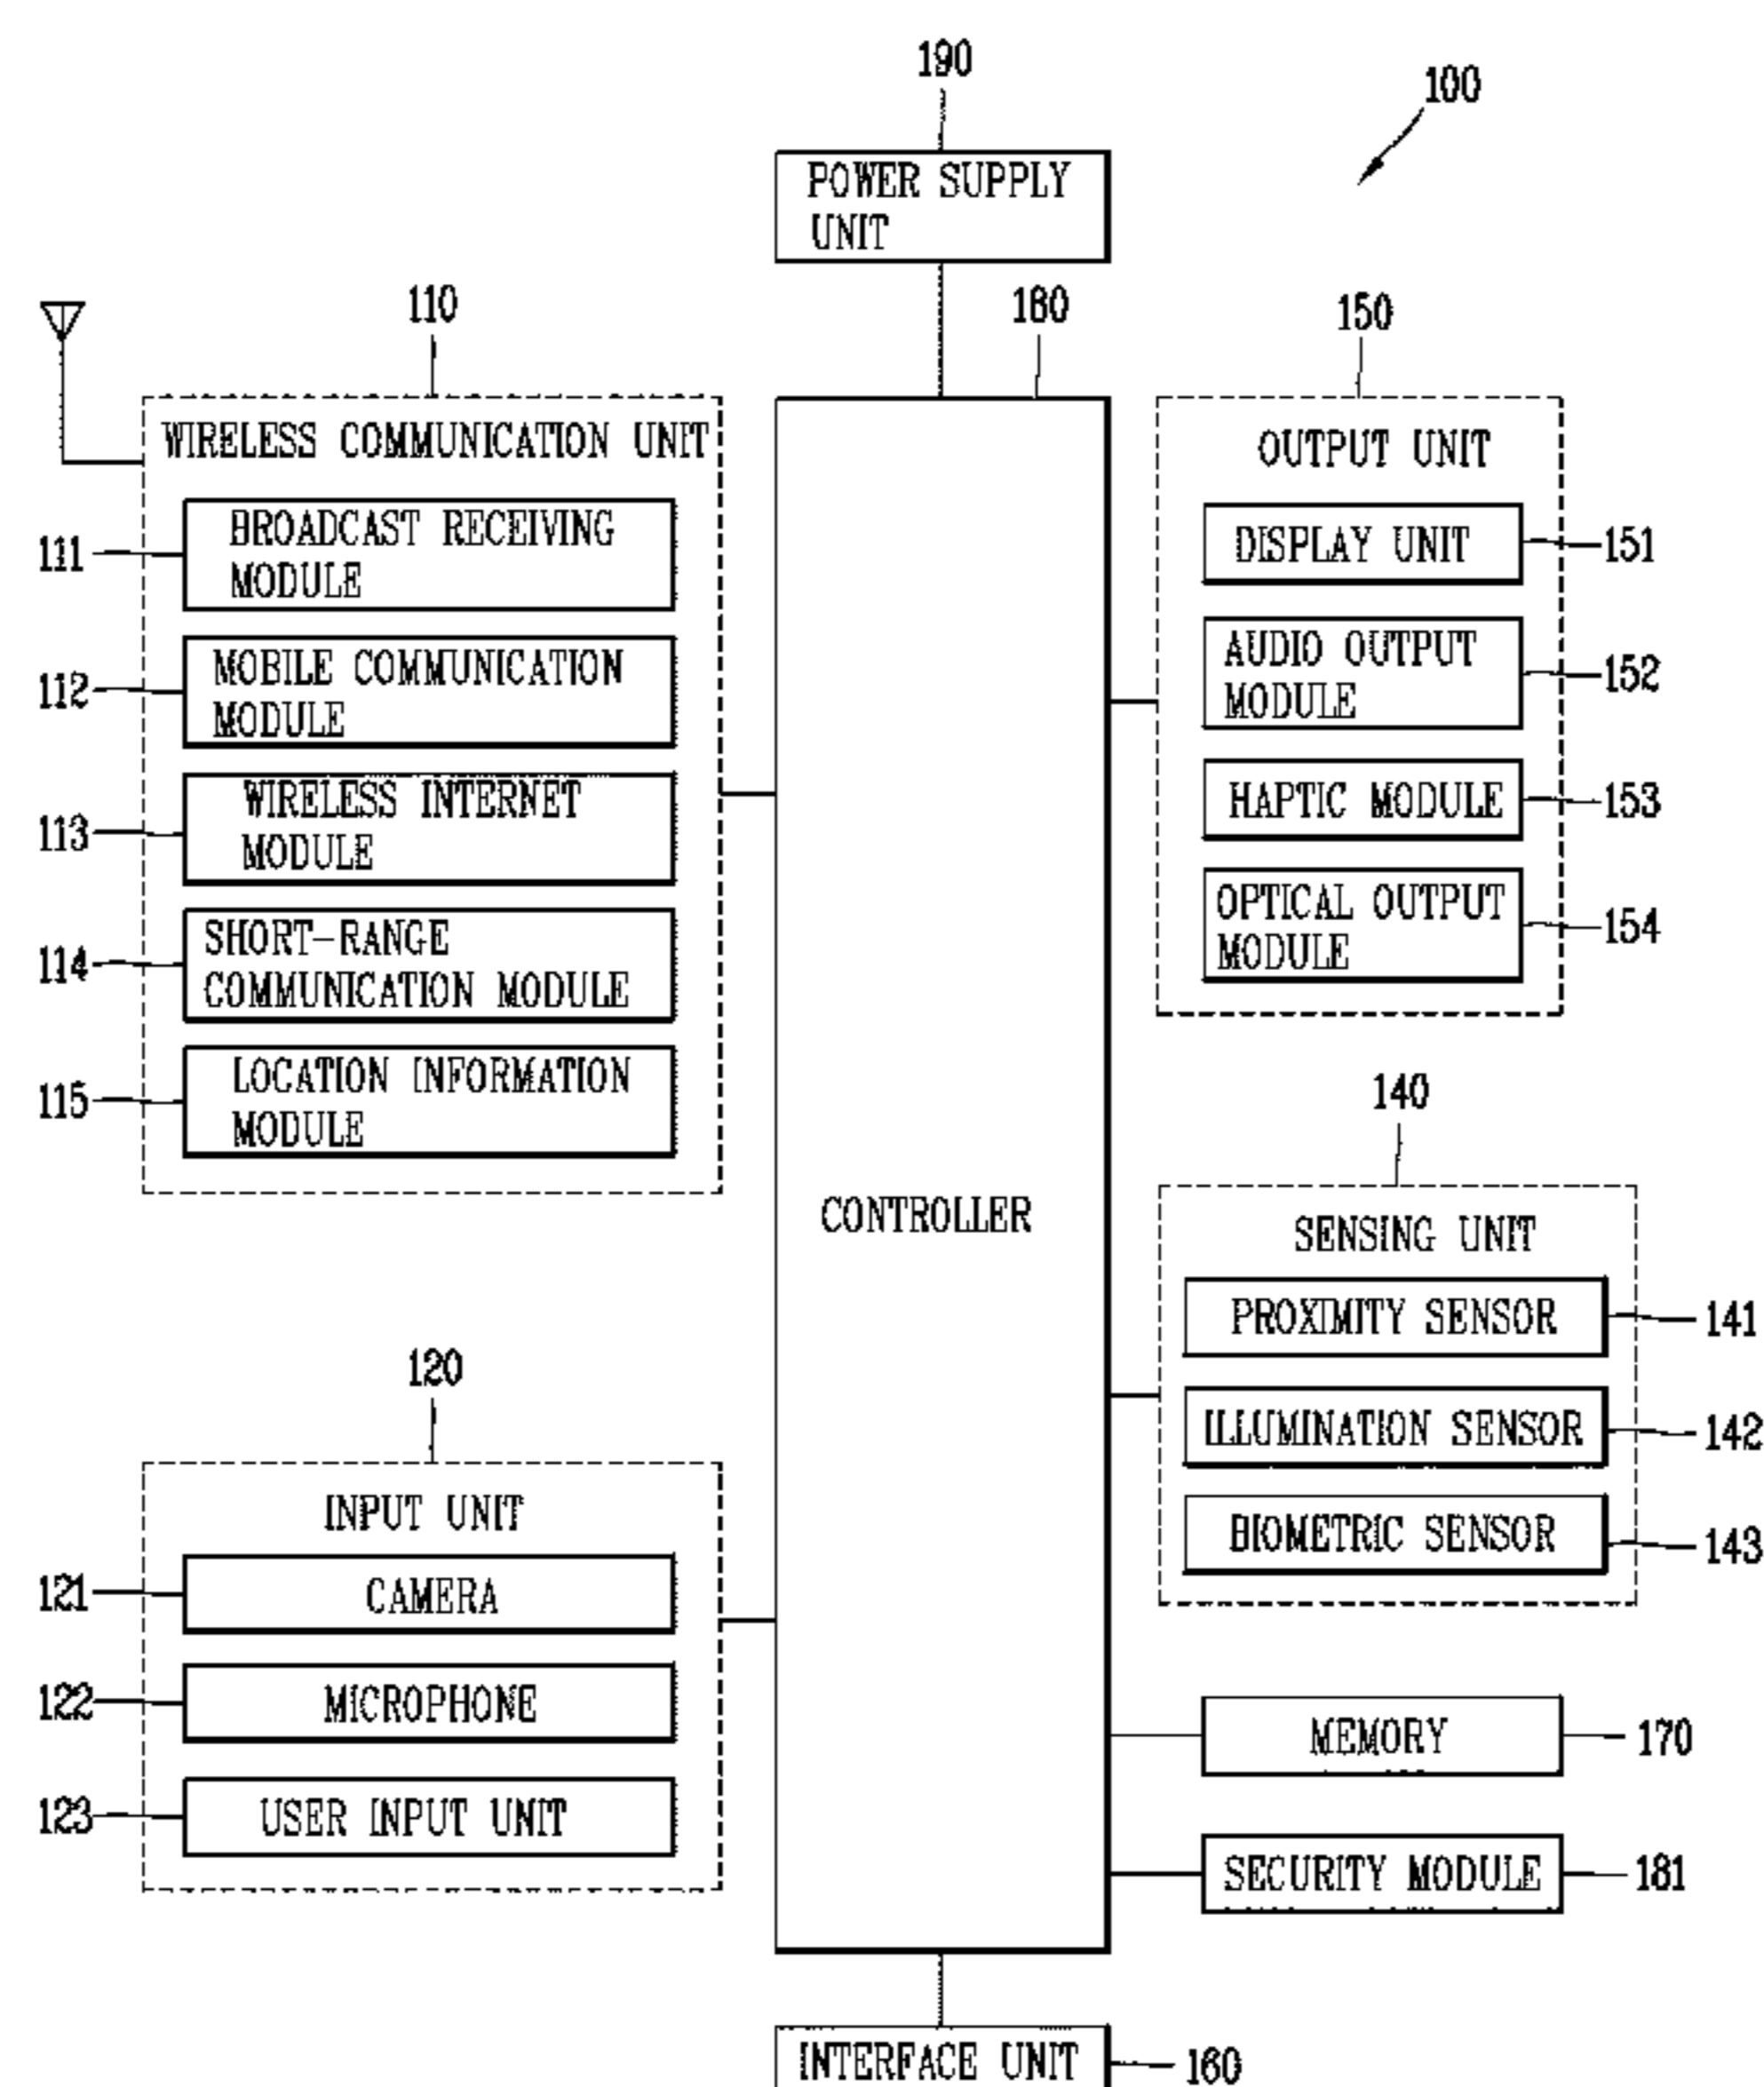 190
100
POWER SUPPLY
UNIT
110
180
150
WIRELESS COMMUNICATION UNIT
111
BROADCAST RECEIVING
MODULE
112
MOBILE COMMUNICATION
MODULE
113
WIRELESS INTERNET
MODULE
114
SHORT-RANGE
COMMUNICATION MODULE
115
LOCATION INFORMATION
MODULE
120
INPUT UNIT
121
CAMERA
122
MICROPHONE
123
USER INPUT UNIT
CONTROLLER
OUTPUT UNIT
DISPLAY UNIT
151
AUDIO OUTPUT
MODULE
152
HAPTIC MODULE
153
OPTICAL OUTPUT
MODULE
154
140
SENSING UNIT
PROXIMITY SENSOR
141
ILLUMINATION SENSOR
142
BIOMETRIC SENSOR
143
MEMORY
170
SECURITY MODULE
181
INTERFACE UNIT
160